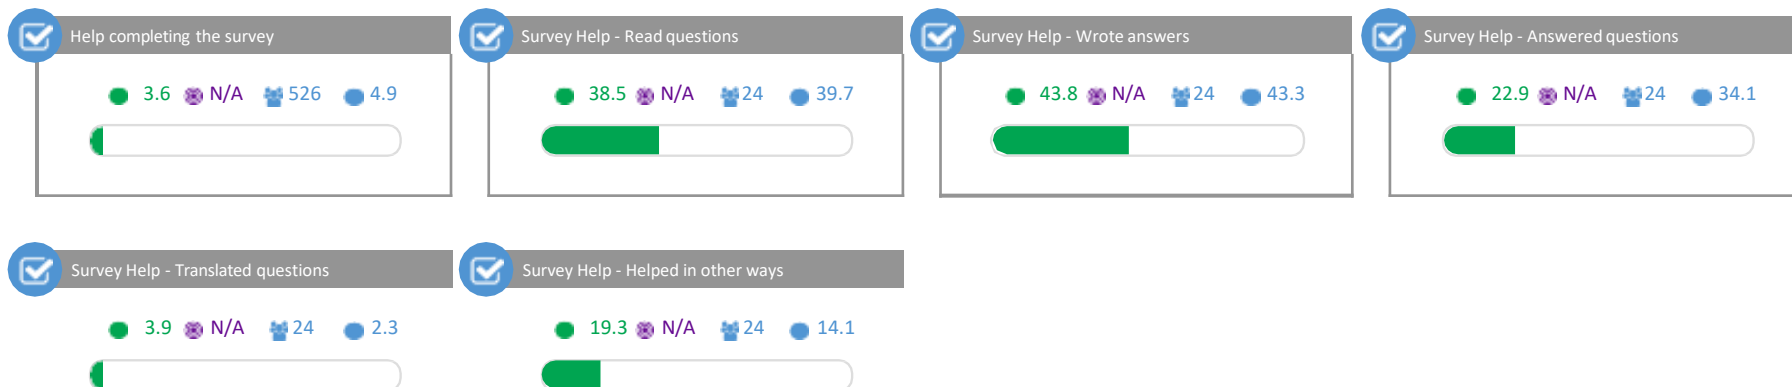 Help completing the survey
3.6 N/A 526 4.9
Survey Help - Read questions
38.5 N/A 24 39.7
Survey Help - Wrote answers
43.8 N/A 24 43.3
Survey Help - Answered questions
22.9 N/A 24 34.1
Survey Help - Translated questions
3.9 N/A 24 2.3
Survey Help - Helped in other ways
19.3 N/A 24 14.1